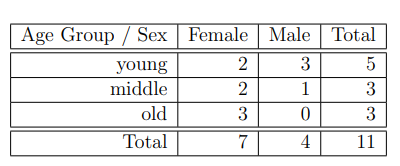 Age Group / Sex Female Male Total
young 2 3 5
middle 2 1 3
old 3 0 3
Total 7 4 11